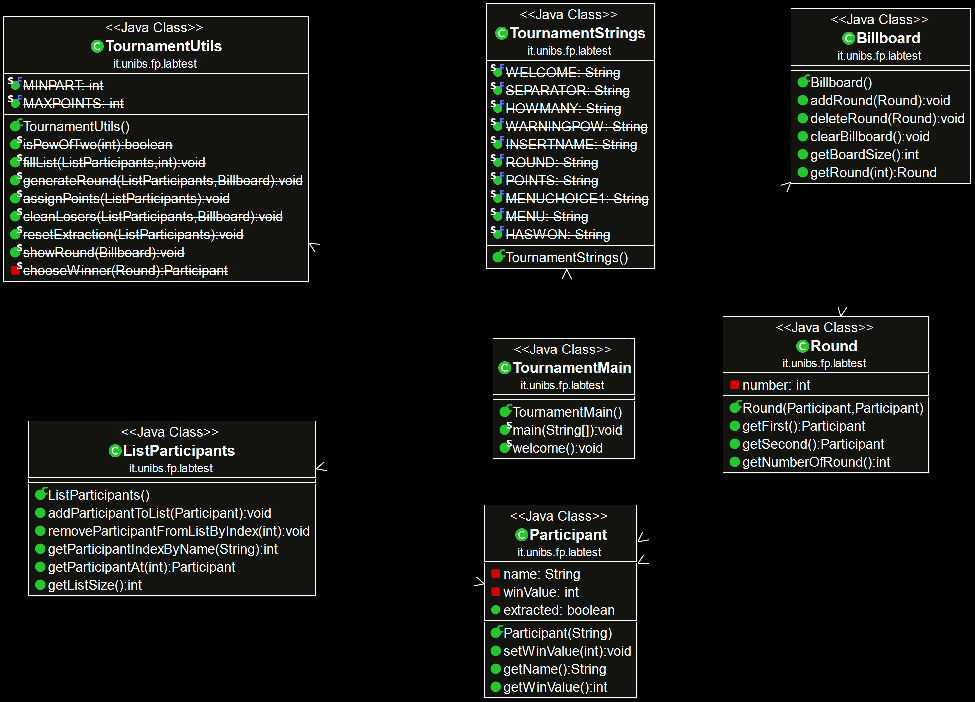 <<Java Class>>
TournamentUtils
it.unibs.fp.labtest
MINPART: int
MAXPOINTS: int
TournamentUtils()
isPowOfTwo(int):boolean
fillList(ListParticipants,int):void
generateRound(ListParticipants,Billboard):void
assignPoints(ListParticipants):void
cleanLosers(ListParticipants,Billboard):void
resetExtraction(ListParticipants):void
showRound(Billboard):void
chooseWinner(Round):Participant
<<Java Class>>
TournamentStrings
it.unibs.fp.labtest
WELCOME: String
SEPARATOR: String
HOWMANY: String
WARNINGPOW: String
INSERTNAME: String
ROUND: String
POINTS: String
MENUCHOICE1: String
MENU: String
HASWON: String
TournamentStrings()
<<Java Class>>
Billboard
it.unibs.fp.labtest
Billboard()
addRound(Round):void
deleteRound(Round):void
clearBillboard():void
getBoardSize():int
getRound(int):Round
<<Java Class>>
TournamentMain
it.unibs.fp.labtest
TournamentMain()
main(String[]):void
welcome():void
<<Java Class>>
Round
it.unibs.fp.labtest
number: int
Round(Participant,Participant)
getFirst():Participant
getSecond():Participant
getNumberOfRound():int
<<Java Class>>
ListParticipants
it.unibs.fp.labtest
ListParticipants()
addParticipantToList(Participant):void
removeParticipantFromListByIndex(int):void
getParticipantIndexByName(String):int
getParticipantAt(int):Participant
getListSize():int
<<Java Class>>
Participant
it.unibs.fp.labtest
name: String
winValue: int
extracted: boolean
Participant(String)
setWinValue(int):void
getName():String
getWinValue():int